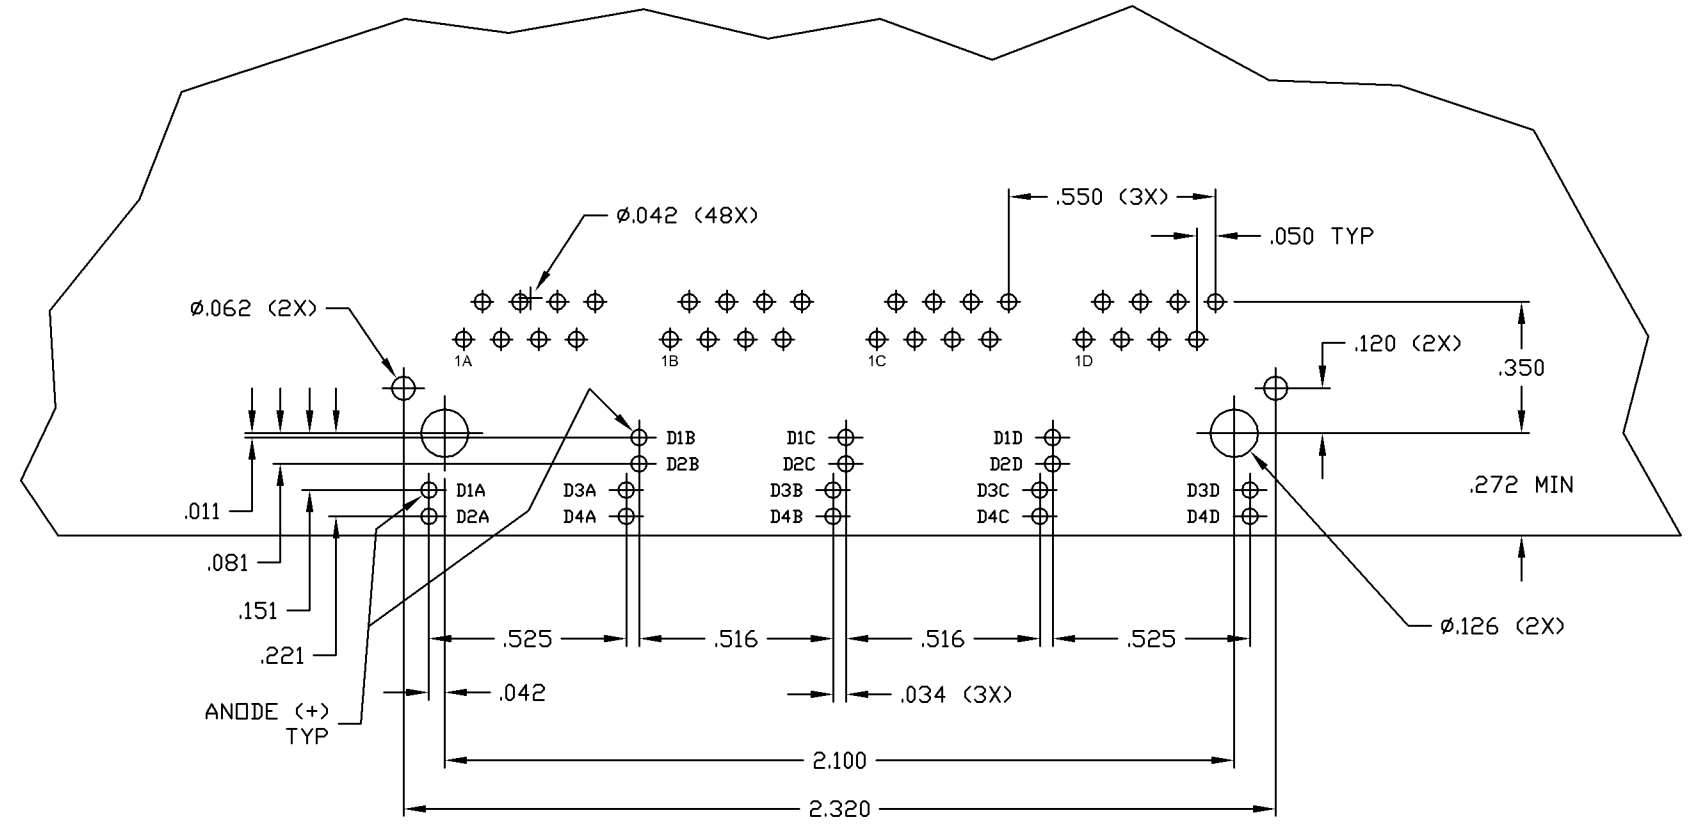 .550 (3X)
ø.042 (48X)
.050 TYP
ø.062 (2X)
.120 (2X)
1A
1B
1C
1D
.350
D1B
D1C
D1D
D2B
D2C
D2D
.272 MIN
D1A
D3A
D3B
D3C
D3D
.011
D2A
D4A
D4B
D4C
D4D
.081
.151
ø.126 (2X)
.525
.516
.516
.525
.221
.042
.034 (3X)
ANODE (+)
TYP
2.100
2.320